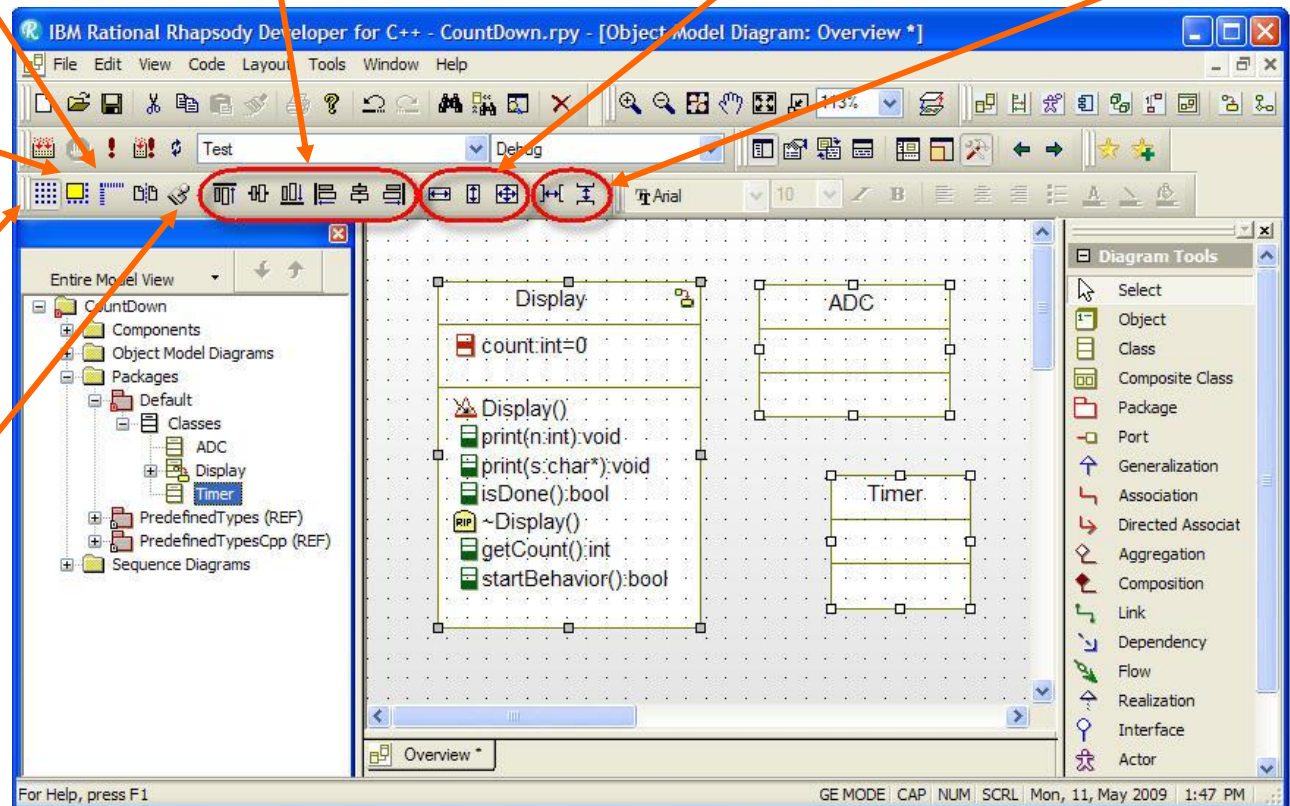 IBM Rational Rhapsody Developer for C++ - CountDown.rpy - [Object Model Diagram: Overview *]
File Edit View Code Layout Tools Window Help
113%
Test Debug
Arial 10
Entire Model View
CountDown
Components
Object Model Diagrams
Packages
Default
Classes
ADC
Display
Timer
PredefinedTypes (REF)
PredefinedTypesCpp (REF)
Sequence Diagrams
Display
count:int=0
Display()
print(n:int):void
print(s:char*):void
isDone():bool
RIP ~Display()
getCount():int
startBehavior():bool
ADC
Timer
Overview *
Diagram Tools
Select
Object
Class
Composite Class
Package
Port
Generalization
Association
Directed Associat
Aggregation
Composition
Link
Dependency
Flow
Realization
Interface
Actor
For Help, press F1
GE MODE CAP NUM SCRL Mon, 11, May 2009 1:47 PM